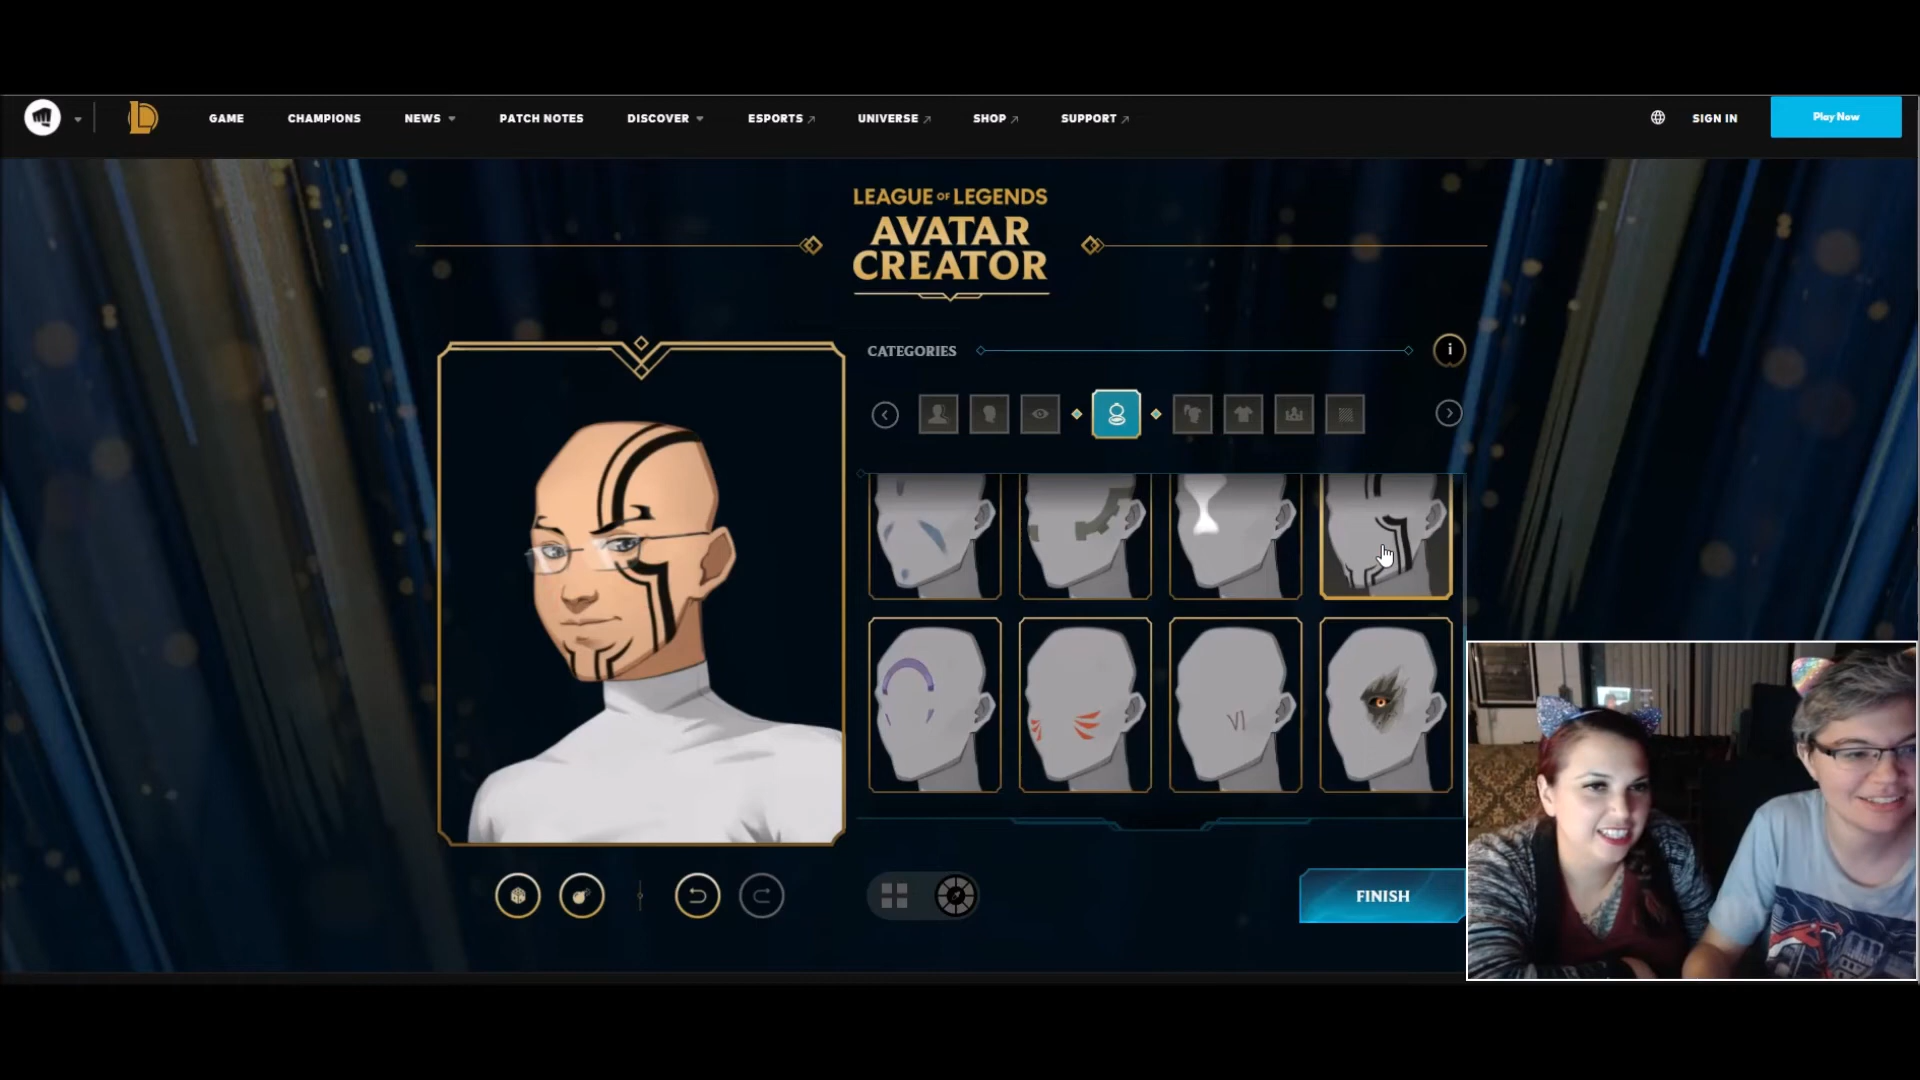 GAME CHAMPIONS NEWS PATCH NOTES DISCOVER ESPORTS UNIVERSE SHOP SUPPORT SIGN IN Play Now
LEAGUE OF LEGENDS
AVATAR
CREATOR
CATEGORIES
i
VI
FINISH